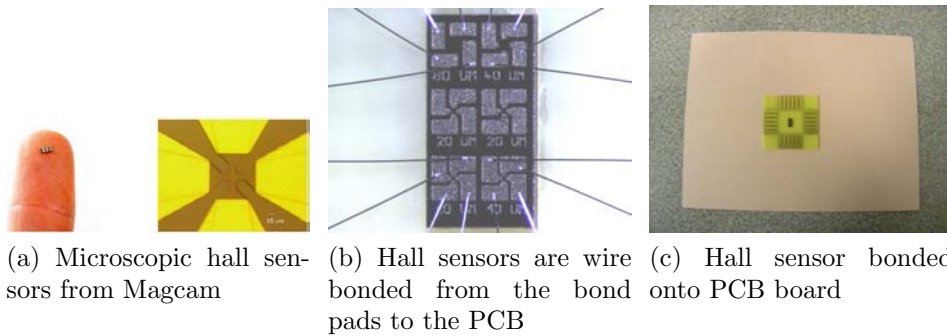 80 UM 40 UM
20 UM 20 UM
UM 40 UM
(a) Microscopic hall sen-
sors from Magcam
(b) Hall sensors are wire
bonded from the bond
pads to the PCB
(c) Hall sensor bonded
onto PCB board